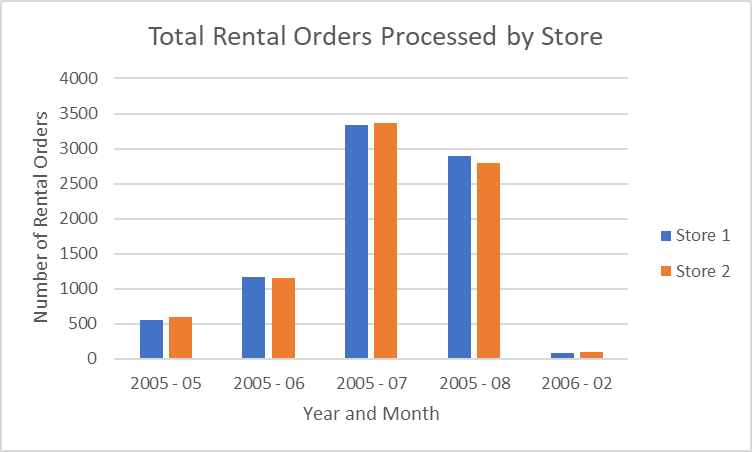 Total Rental Orders Processed by Store
Number of Rental Orders
4000
3500
3000
2500
2000
1500
1000
500
0
2005 - 05 2005 - 06 2005 - 07 2005 - 08 2006 - 02
Year and Month
Store 1
Store 2